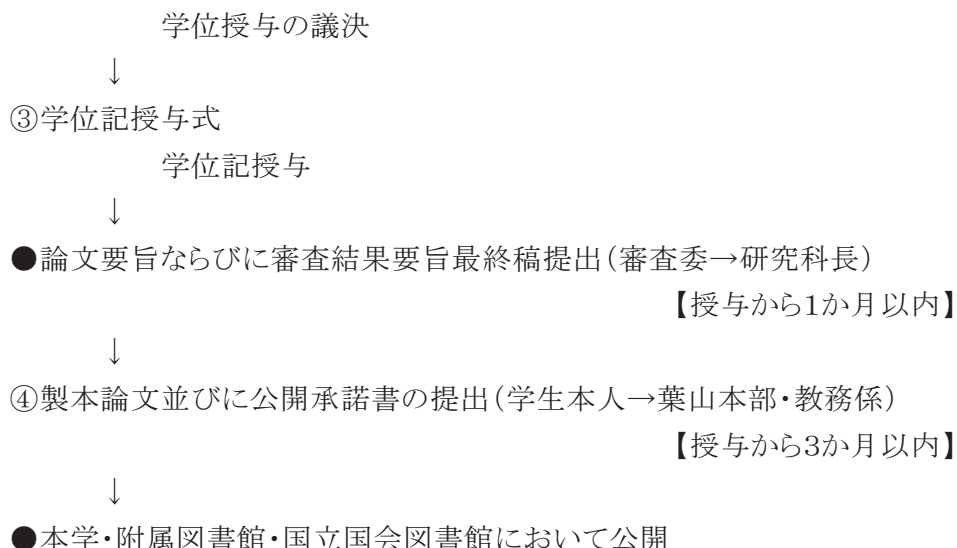 学位授与の議決
↓
③学位記授与式
学位記授与
↓
●論文要旨ならびに審査結果要旨最終稿提出(審査委→研究科長)
【授与から1か月以内】
↓
④製本論文並びに公開承諾書の提出(学生本人→葉山本部・教務係)
【授与から3か月以内】
↓
●本学・附属図書館・国立国会図書館において公開